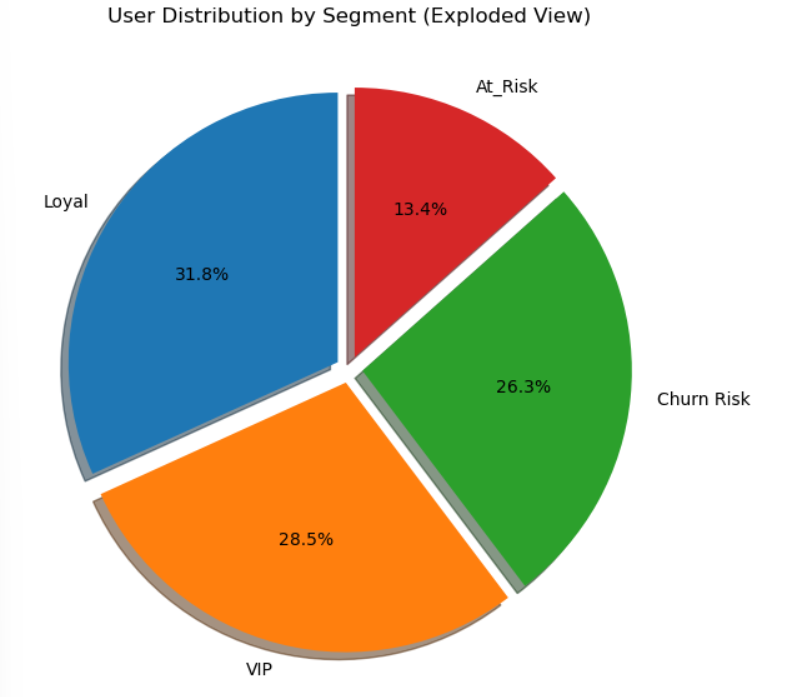 User Distribution by Segment (Exploded View)
At_Risk
13.4%
Loyal
31.8%
26.3%
Churn Risk
28.5%
VIP